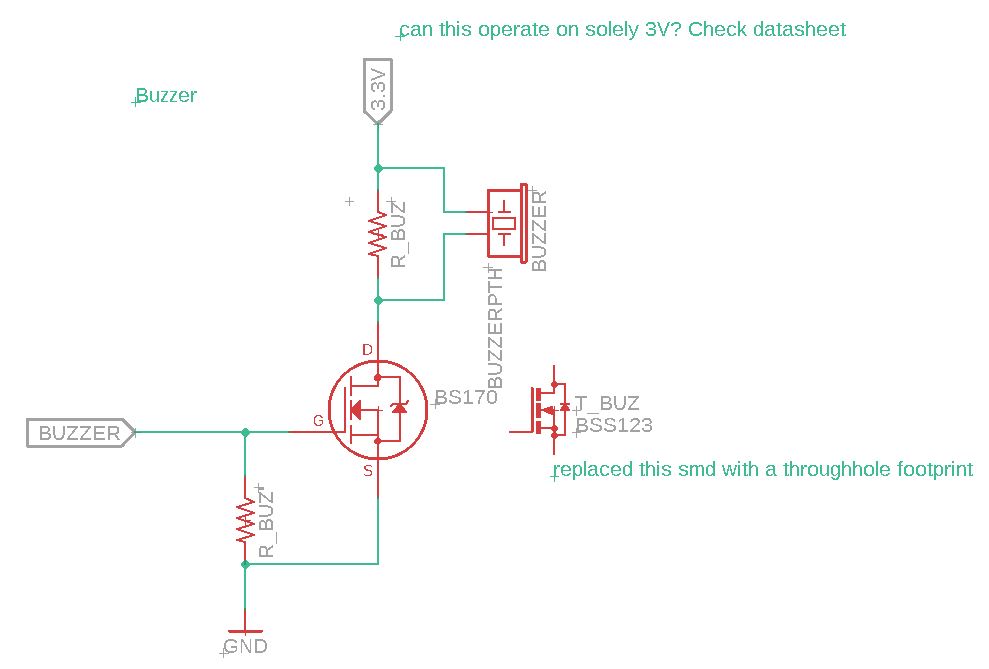 can this operate on solely 3V? Check datasheet
3.3V
Buzzer
R_BUZ
BUZZER
BUZZERPTH
D
G
S
BS170
T_BUZ
BSS123
BUZZER
replaced this smd with a throughhole footprint
R_BUZ
GND